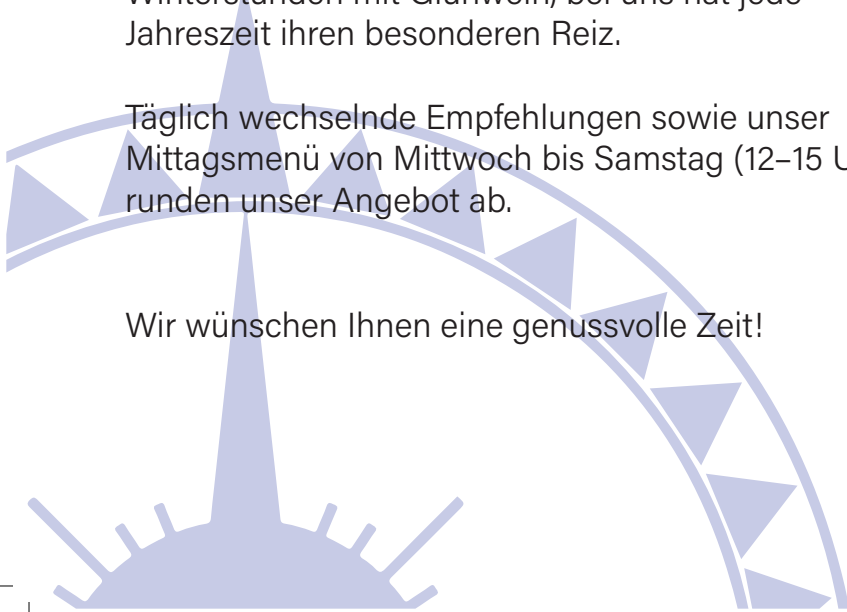 Winterstunden mit Glühwein, bei uns hat jede
Jahreszeit ihren besonderen Reiz.
Täglich wechselnde Empfehlungen sowie unser
Mittagsmenü von Mittwoch bis Samstag (12–15 U
runden unser Angebot ab.
Wir wünschen Ihnen eine genussvolle Zeit!